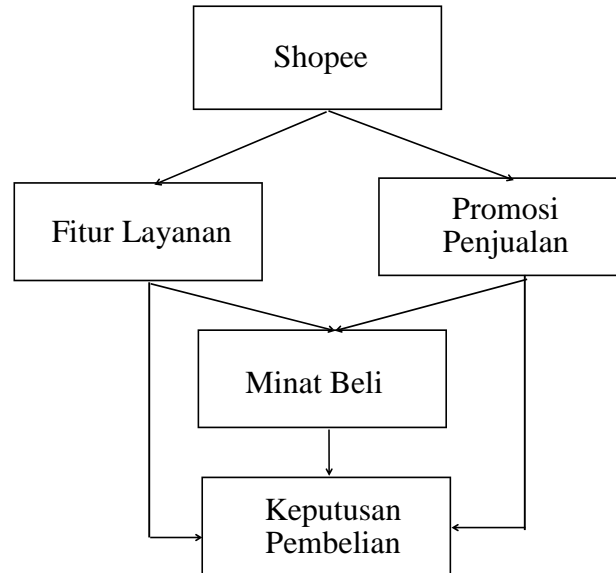 Shopee
Fitur Layanan
Promosi
Penjualan
Minat Beli
Keputusan
Pembelian